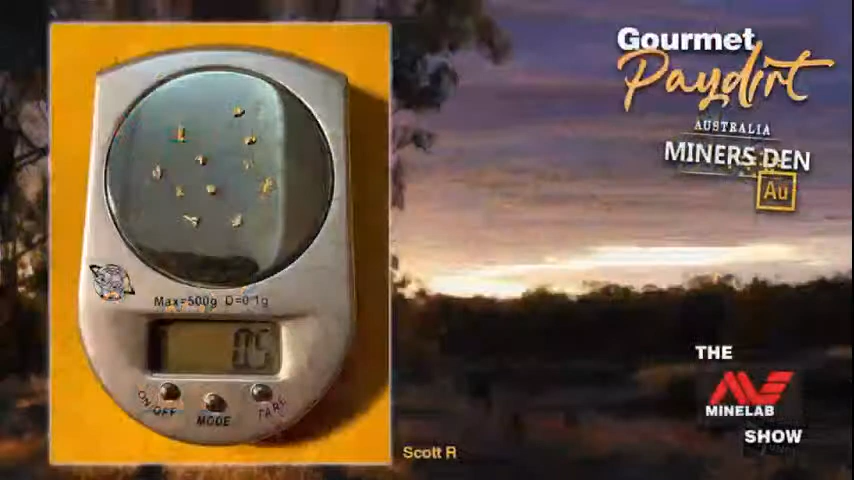 Gourmet
Paydirt
AUSTRALIA
MINERS DEN
Au
Max=500g D=0.1g
0.5
ON OFF
MODE
TARE
Scott R
THE
MINELAB
SHOW